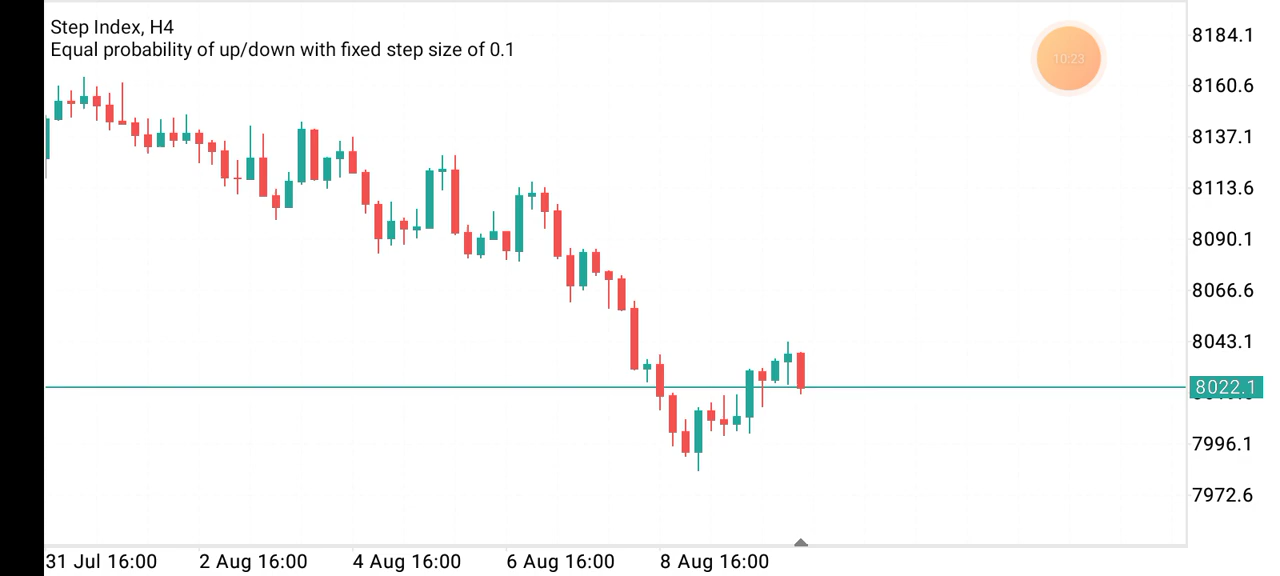 Step Index, H4
Equal probability of up/down with fixed step size of 0.1
10:23
8184.1
8160.6
8137.1
8113.6
8090.1
8066.6
8043.1
8022.1
7996.1
7972.6
31 Jul 16:00
2 Aug 16:00
4 Aug 16:00
6 Aug 16:00
8 Aug 16:00